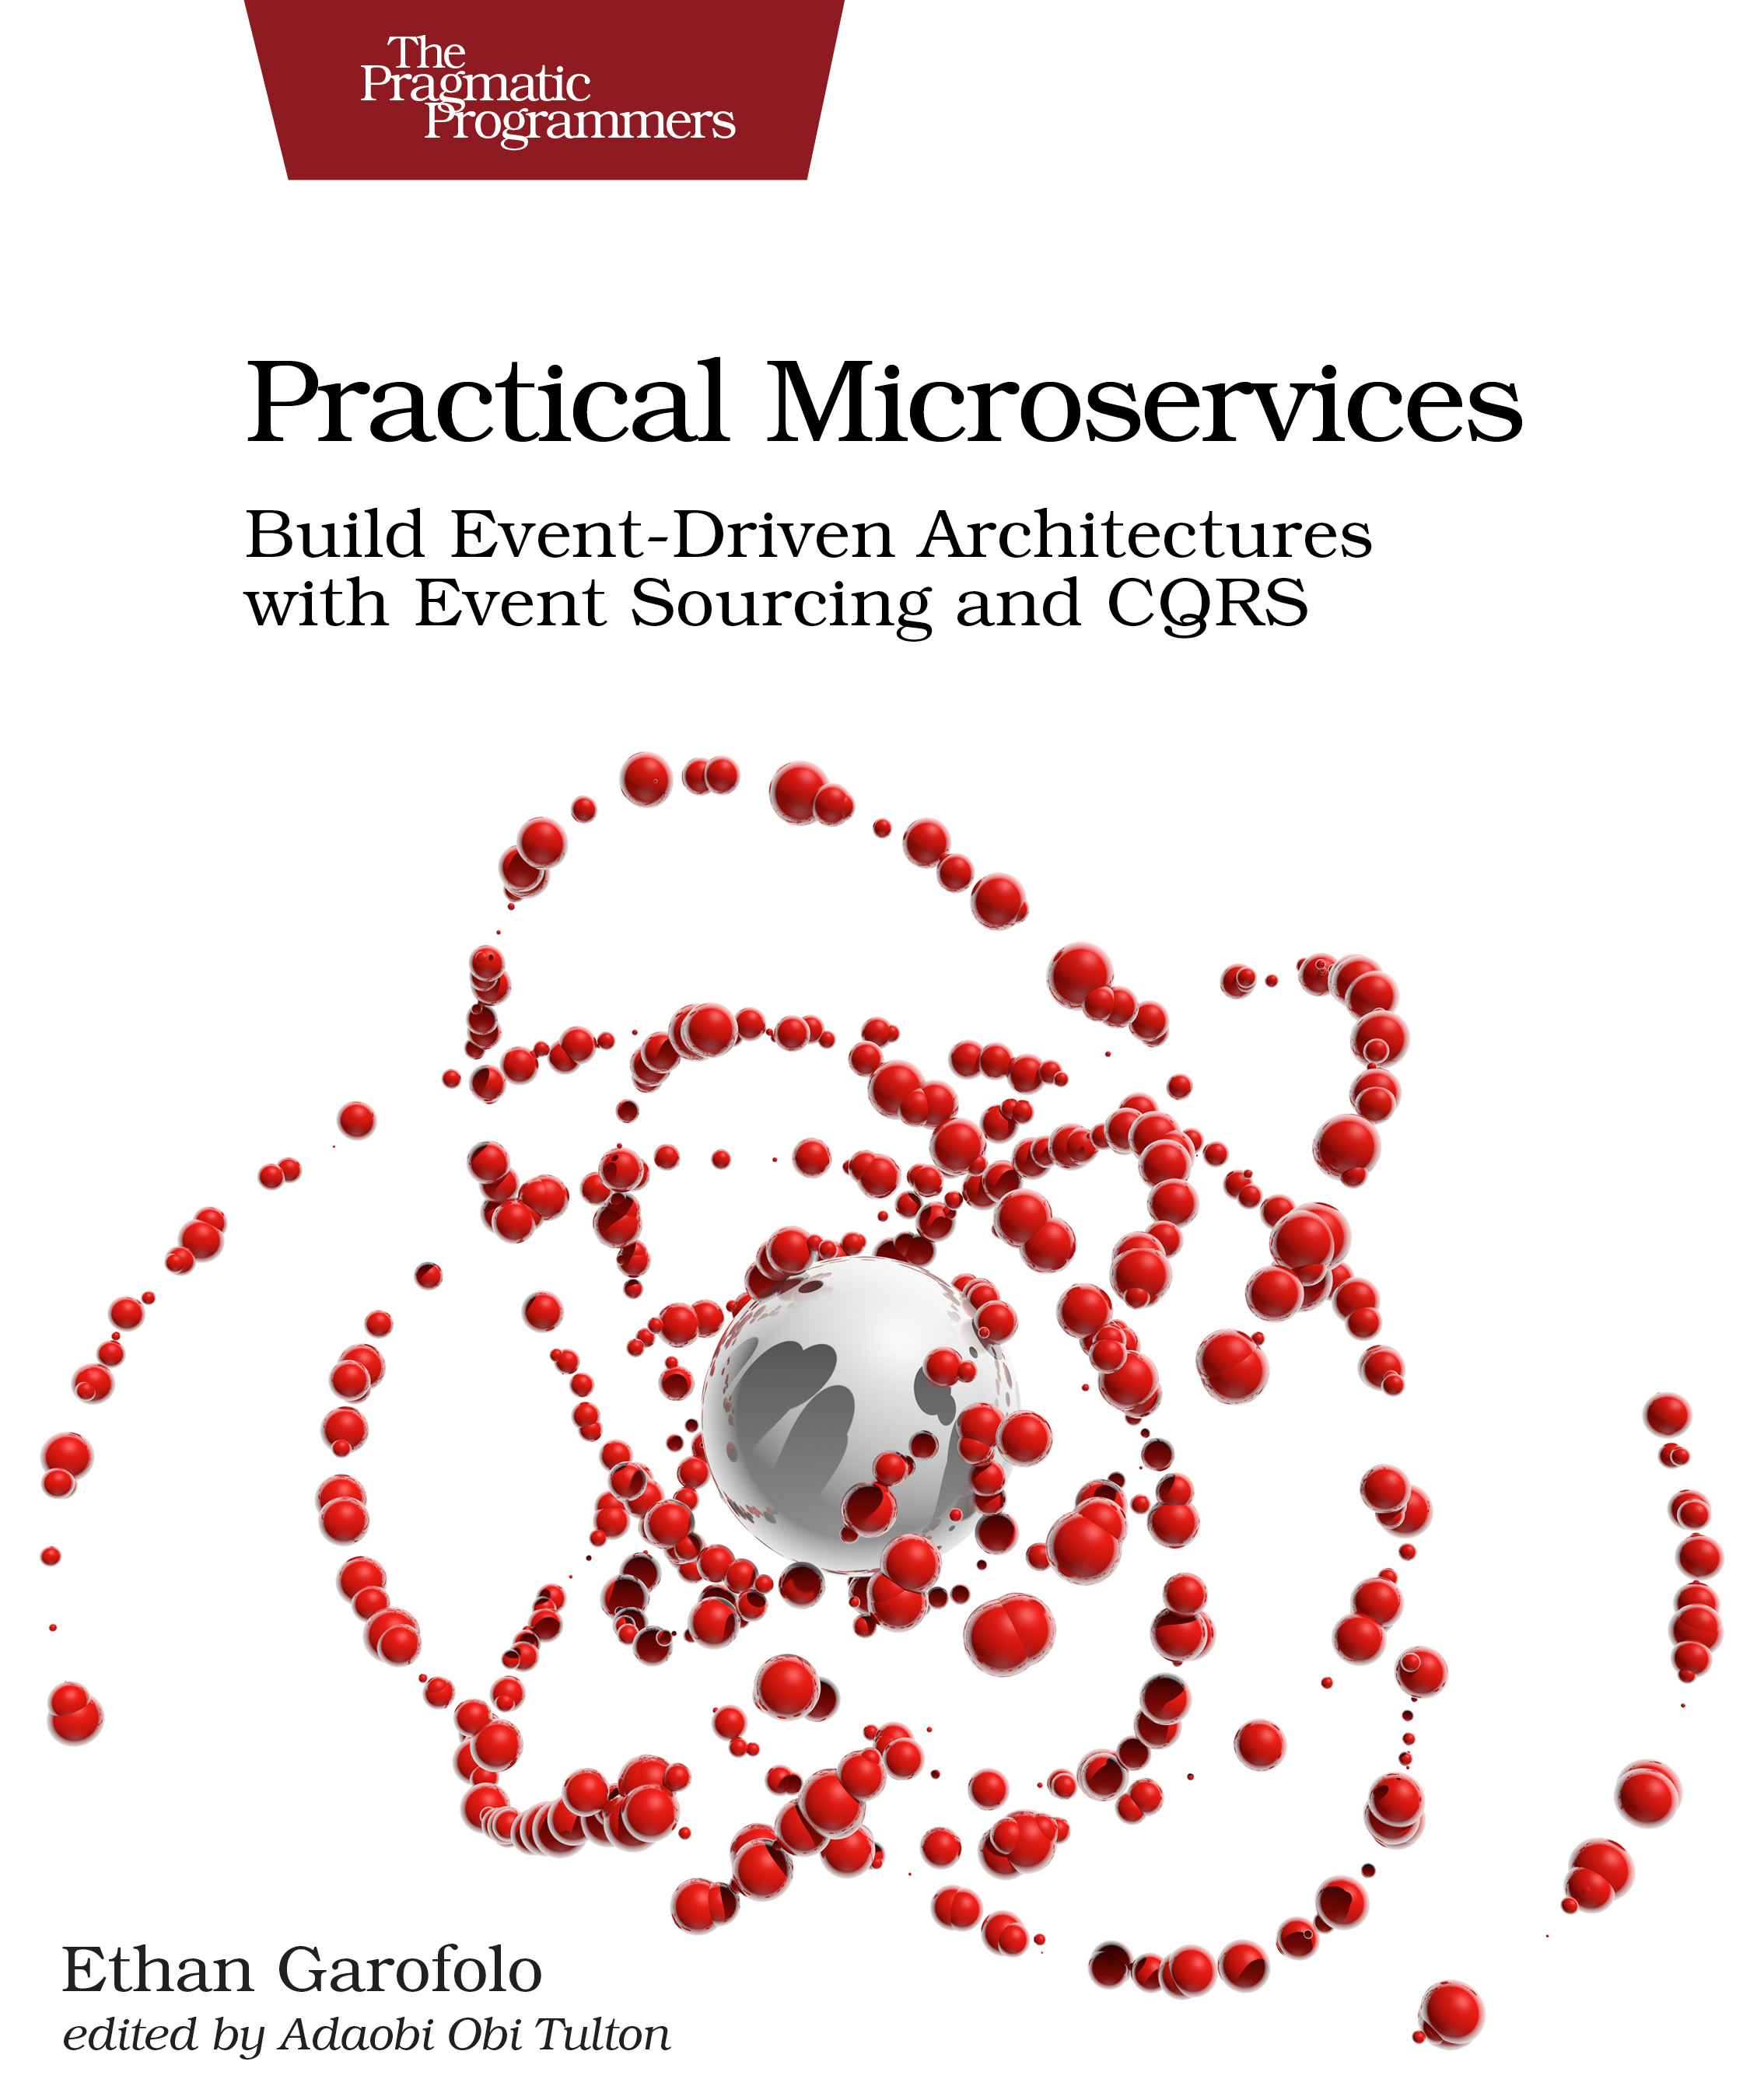 The
Pragmatic
Programmers
Practical Microservices
Build Event-Driven Architectures
with Event Sourcing and CQRS
Ethan Garofolo
edited by Adaobi Obi Tulton